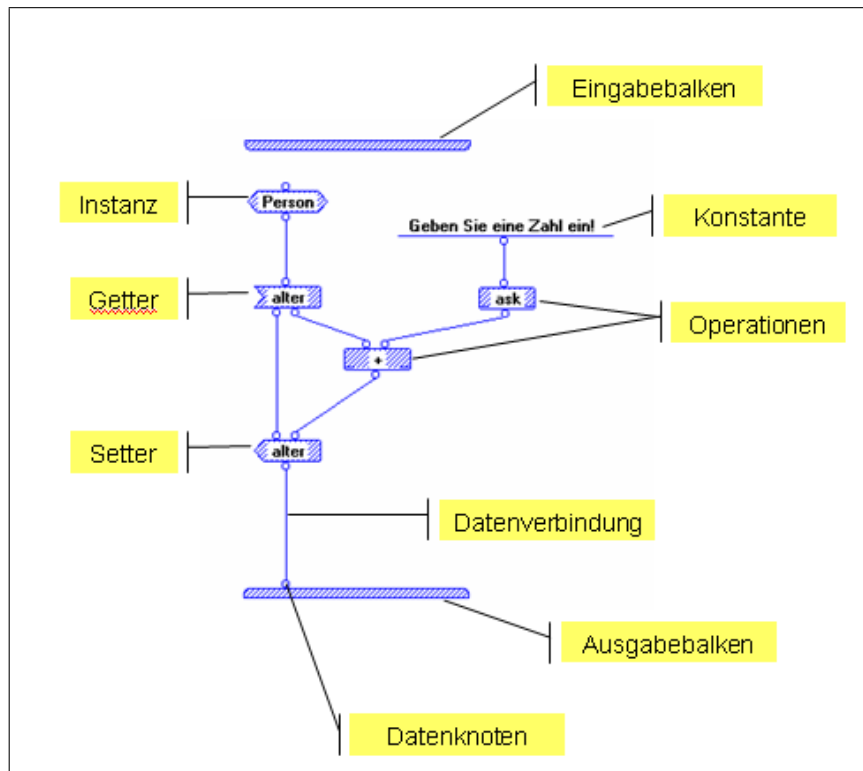 Eingabebalken
Instanz
Person
Geben Sie eine Zahl ein!
Konstante
Getter
alter
ask
Operationen
+
Setter
alter
Datenverbindung
Ausgabebalken
Datenknoten